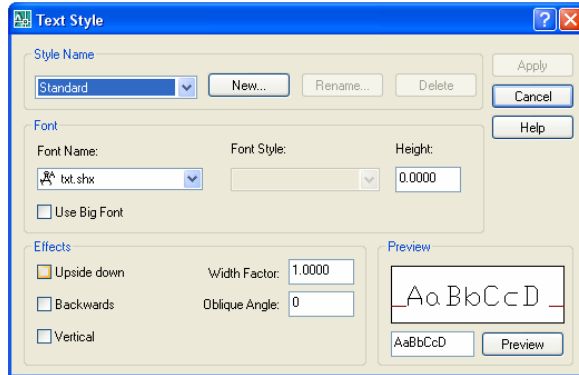 Text Style
Style Name
Standard
New...
Rename...
Delete
Apply
Cancel
Help
Font
Font Name:
Font Style:
Height:
txt.shx
0.0000
Use Big Font
Effects
Upside down
Width Factor: 1.0000
Backwards
Oblique Angle: 0
Vertical
Preview
AaBbCcD
AaBbCcD
Preview